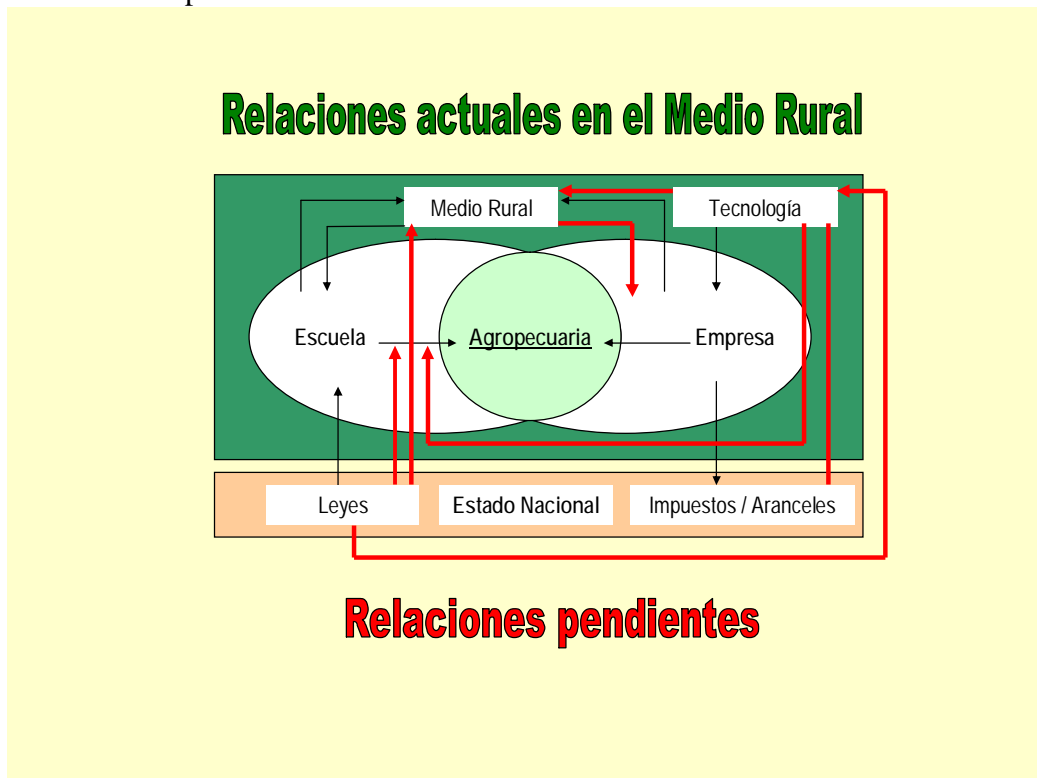 Relaciones actuales en el Medio Rural
Medio Rural
Tecnología
Escuela
Agropecuaria
Empresa
Leyes
Estado Nacional
Impuestos / Aranceles
Relaciones pendientes